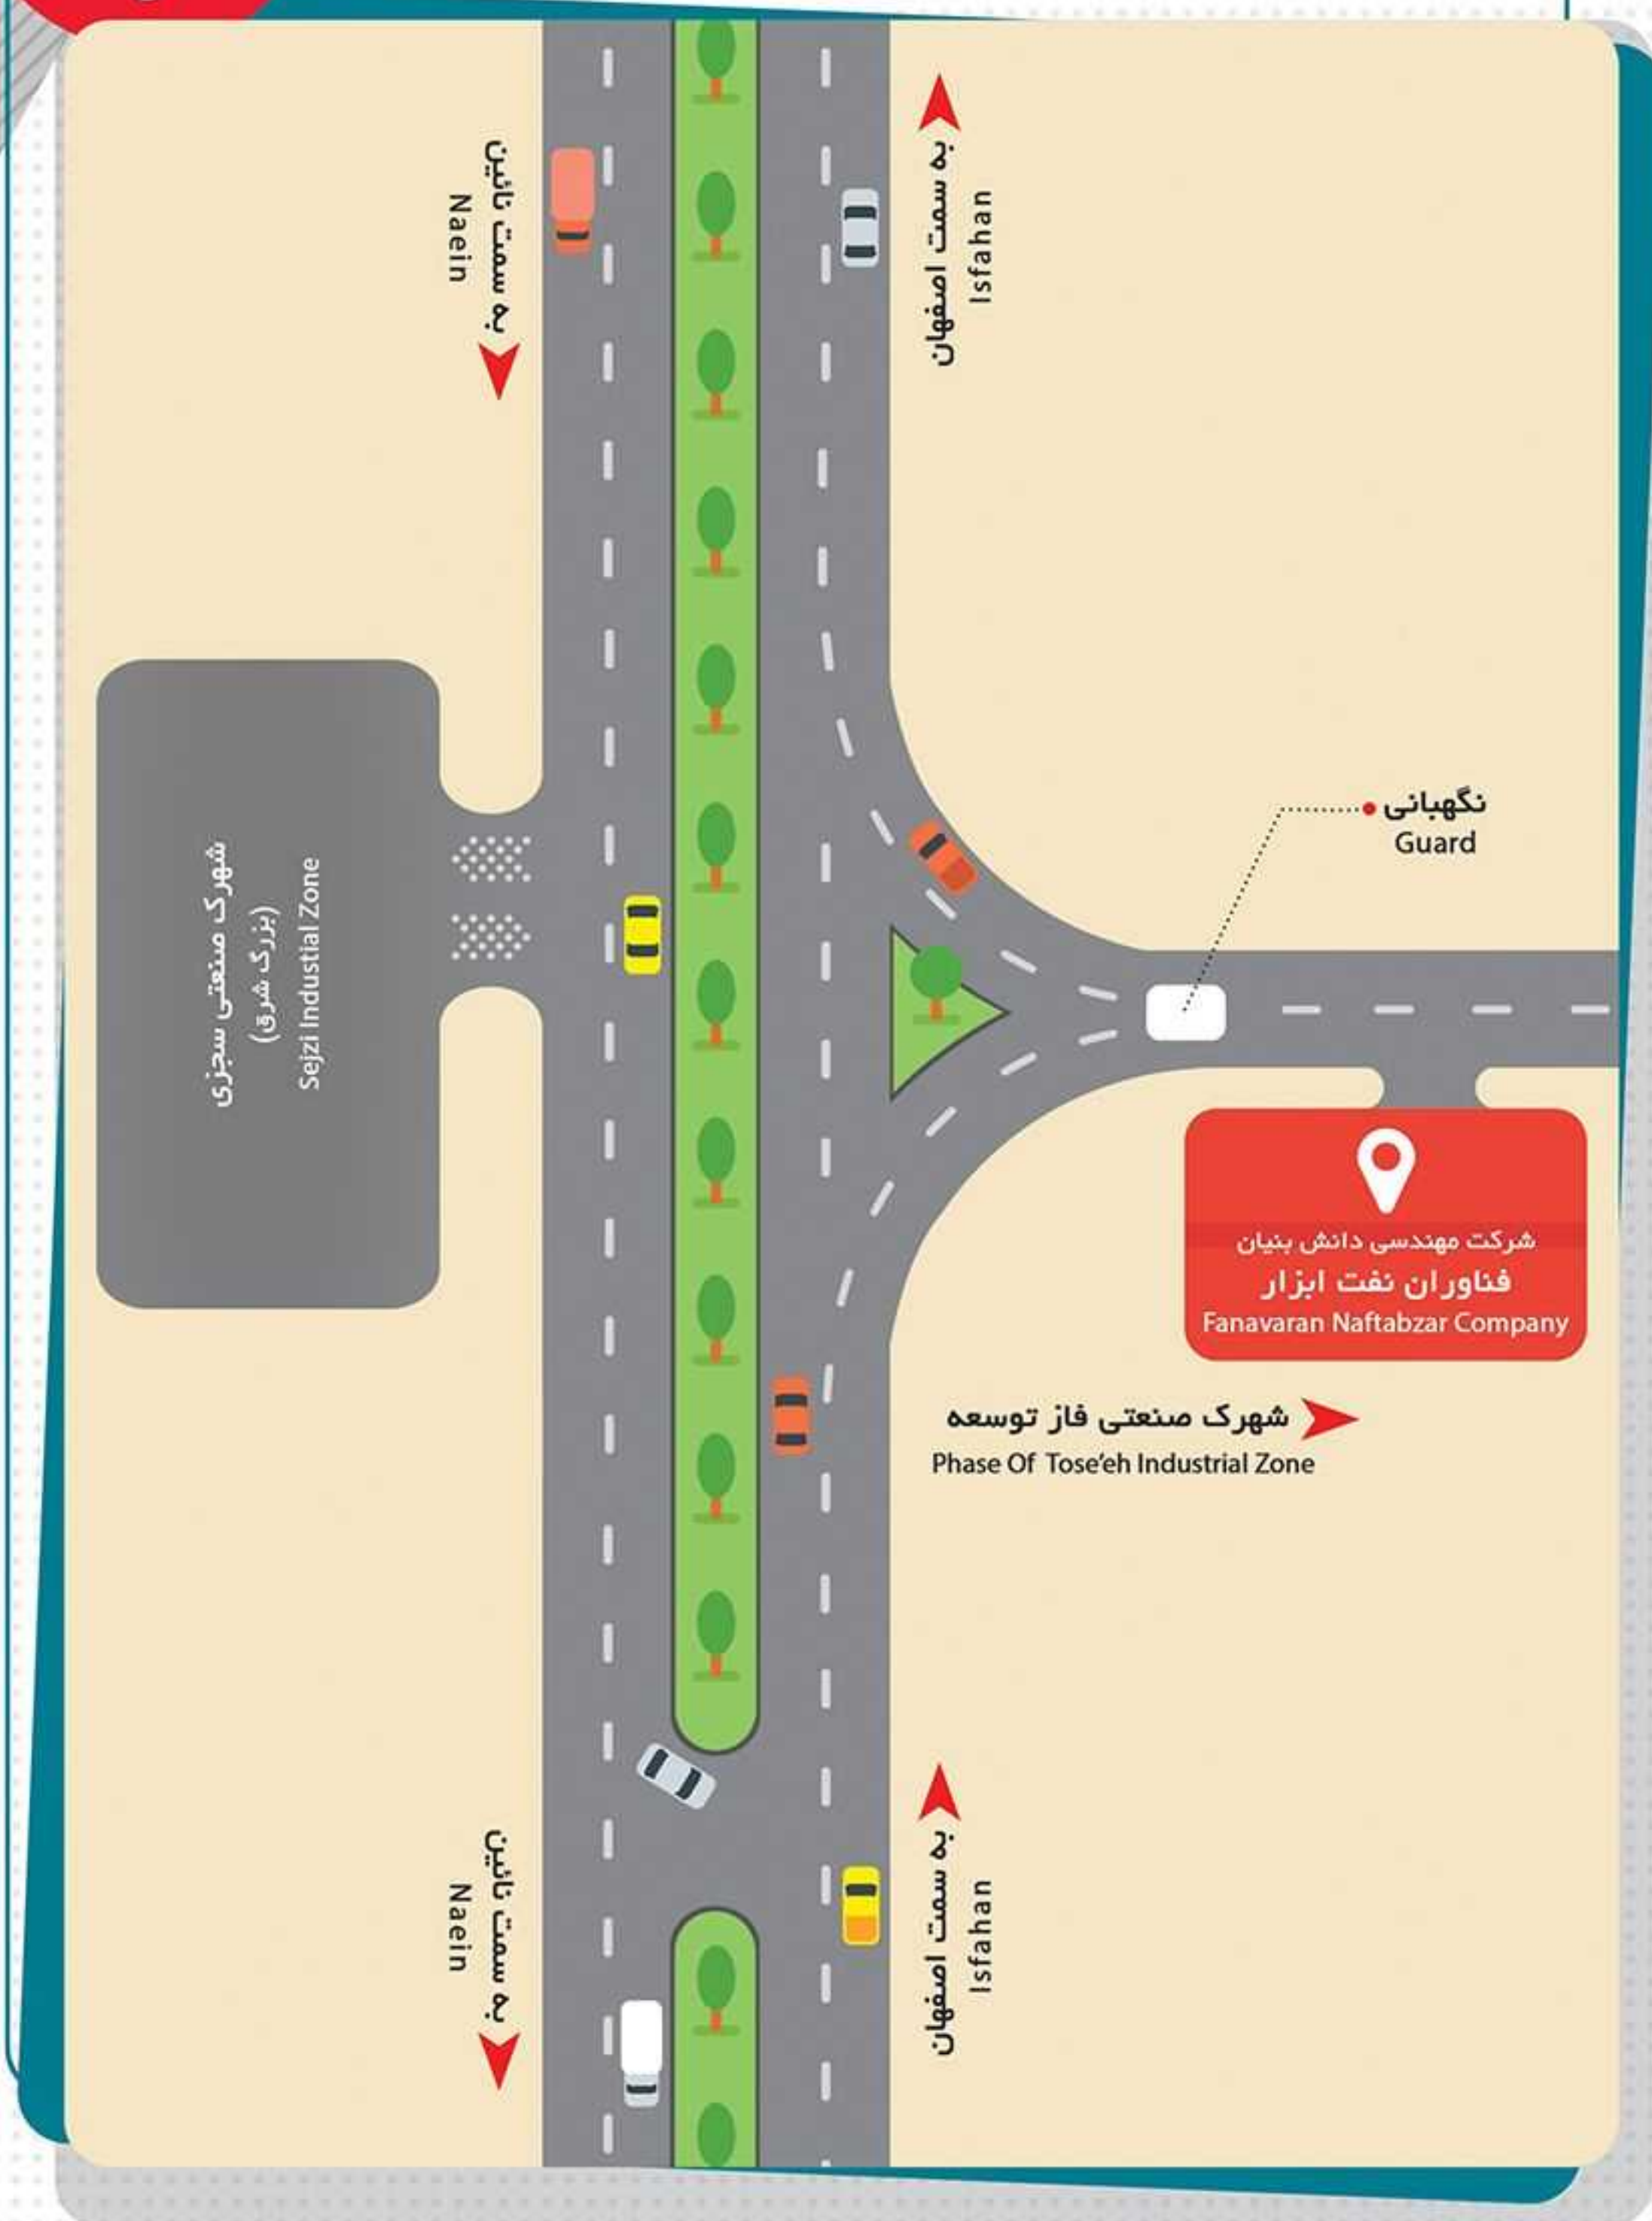 به سمت نائین
Naein
به سمت اصفهان
Isfahan
نگهبانی
Guard
شهرک صنعتی سجزی
(بزرگ شرق)
Sejzi Industial Zone
شرکت مهندسی دانش بنیان
فناوران نفت ابزار
Fanavaran Naftabzar Company
شهرک صنعتی فاز توسعه
Phase Of Tose'eh Industrial Zone
به سمت نائین
Naein
به سمت اصفهان
Isfahan